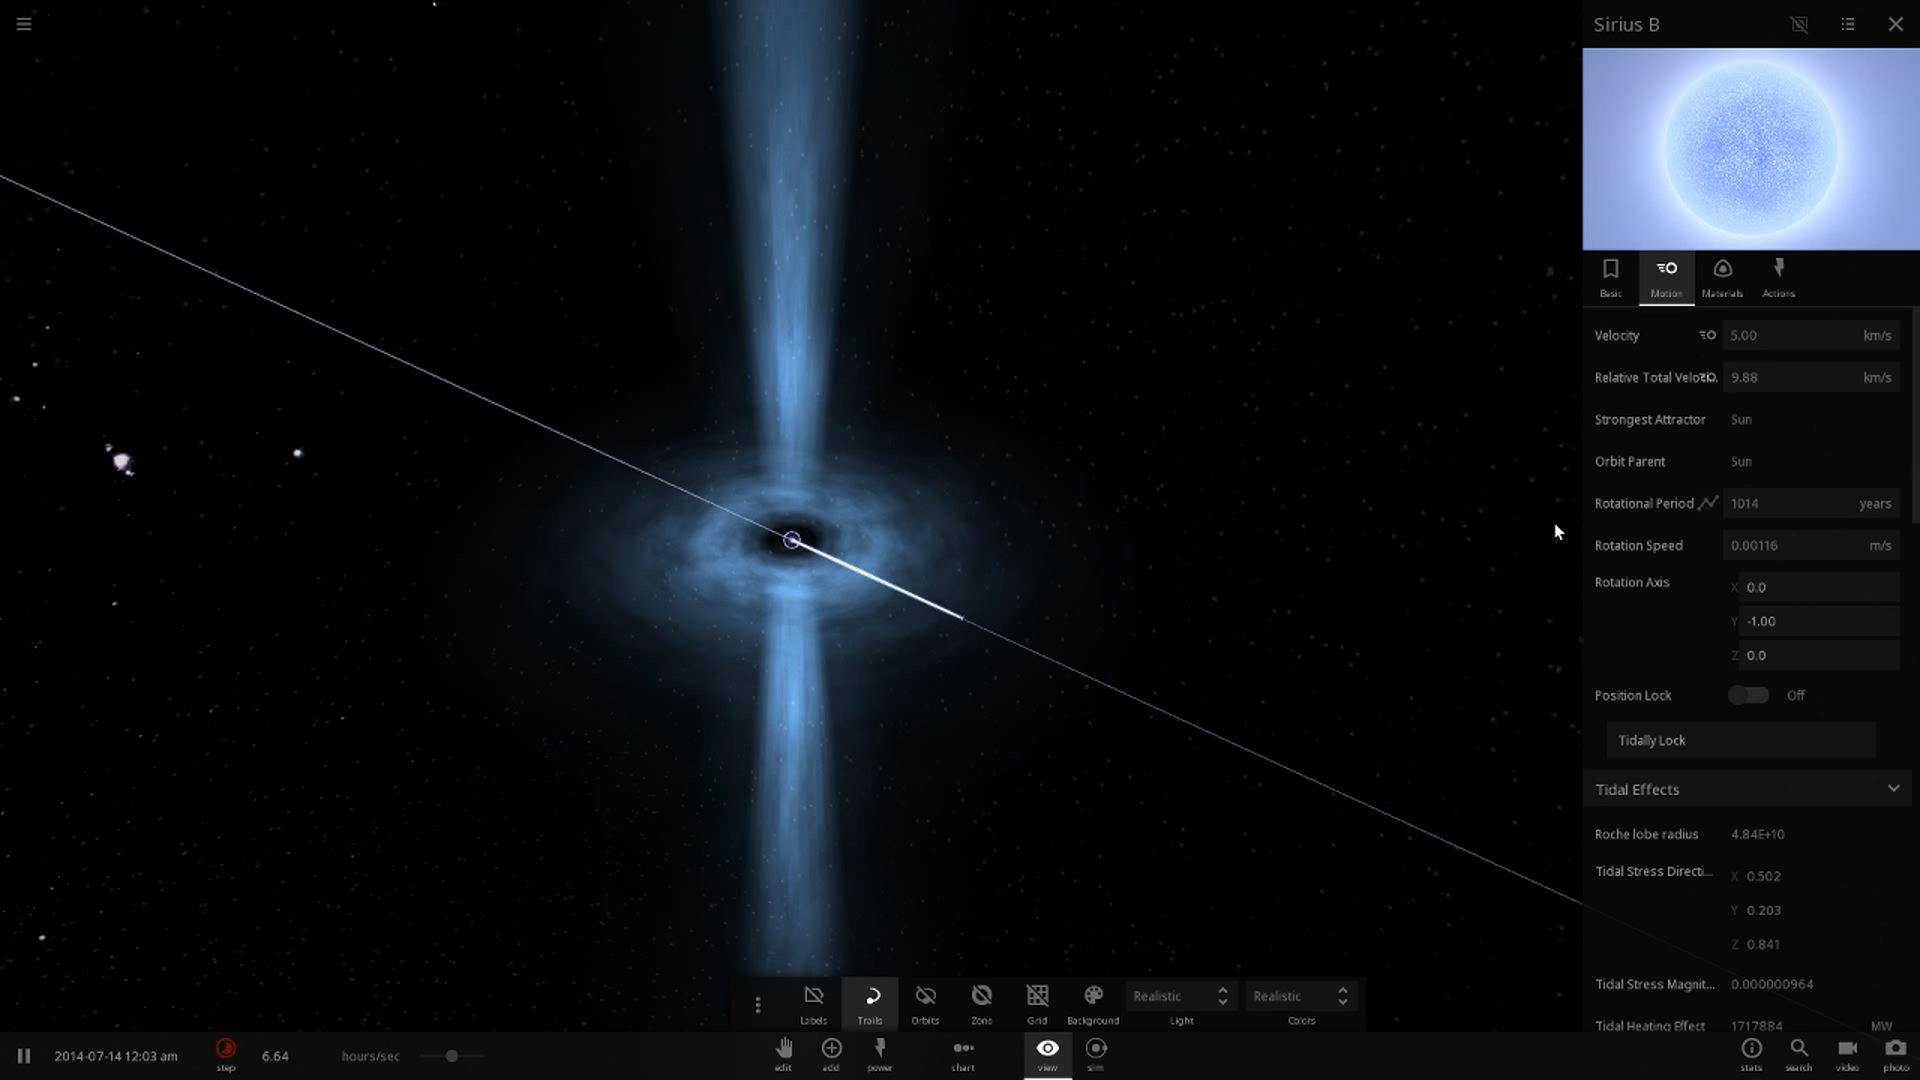 Sirius B
Basic Motion Materials Actions
Velocity 5.00 km/s
Relative Total Veloci... 9.88 km/s
Strongest Attractor Sun
Orbit Parent Sun
Rotational Period 1014 years
Rotation Speed 0.00116 m/s
Rotation Axis X 0.0
Y -1.00
Z 0.0
Position Lock Off
Tidally Lock
Tidal Effects
Roche lobe radius 4.84E+10
Tidal Stress Directi... X 0.502
Y 0.203
Z 0.841
Tidal Stress Magnit... 0.000000964
Tidal Heating Effect 1717884 MW
Realistic Realistic
Labels Trails Orbits Zone Grid Background Light Colors
2014-07-14 12:03 am step 6.64 hours/sec
edit add power chart view sim
stats search video photo